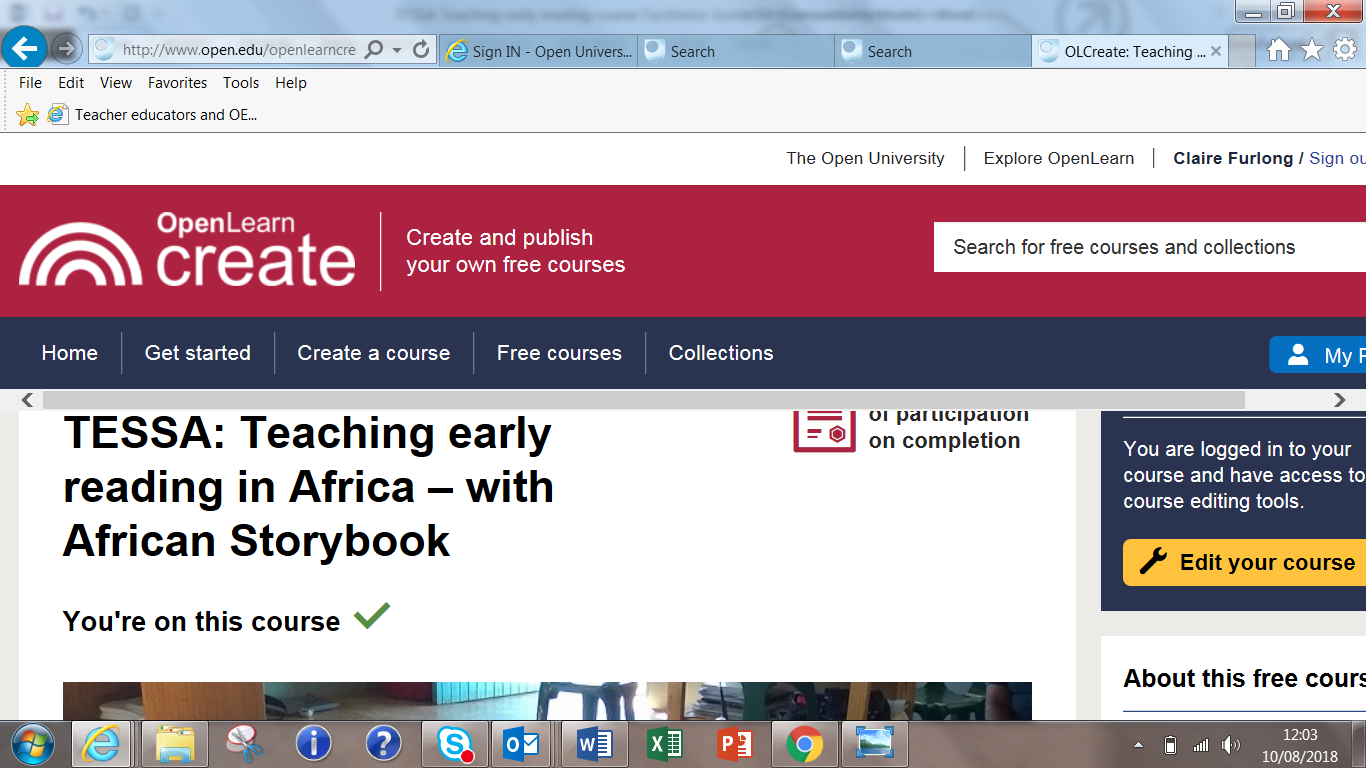 http://www.open.edu/openlearncre
Sign IN - Open Univers...
Search
Search
OLCreate: Teaching ...
File Edit View Favorites Tools Help
Teacher educators and OE...
The Open University
Explore OpenLearn
Claire Furlong / Sign ou
OpenLearn
create
Create and publish
your own free courses
Search for free courses and collections
Home
Get started
Create a course
Free courses
Collections
My P
of participation
on completion
TESSA: Teaching early
reading in Africa – with
African Storybook
You're on this course
You are logged in to your
course and have access to
course editing tools.
Edit your course
About this free cours
12:03
10/08/2018